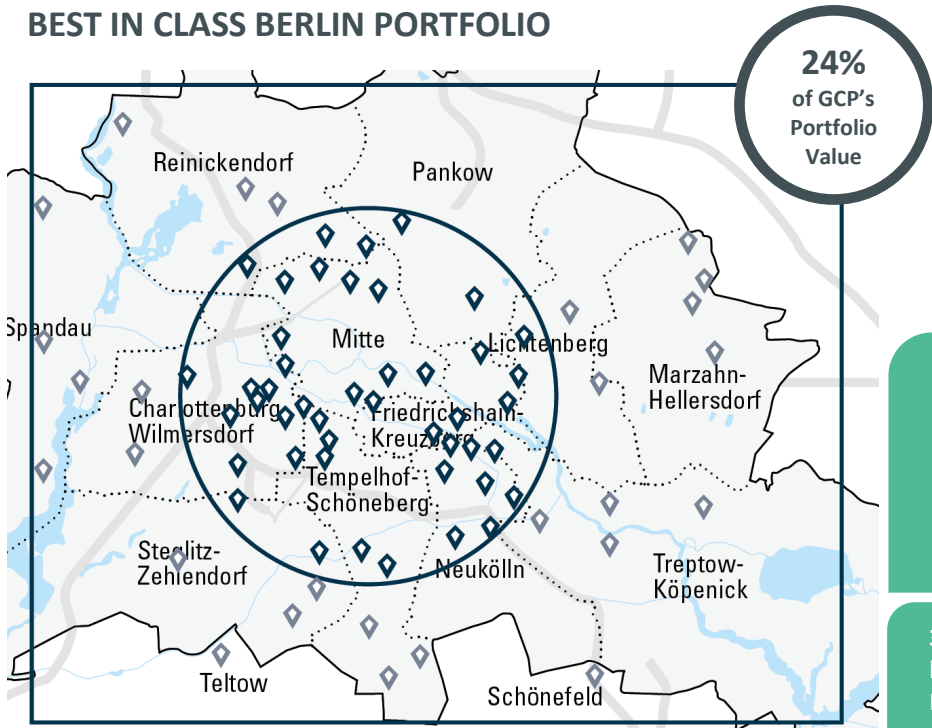 BEST IN CLASS BERLIN PORTFOLIO
24%
of GCP's
Portfolio
Value
Reinickendorf
Pankow
Spandau
Mitte
Lichtenberg
Marzahn-
Hellersdorf
Charlottenburg
Wilmersdorf
Friedrichshain-
Kreuzberg
Tempelhof-
Schöneberg
Steglitz-
Zehlendorf
Neukölln
Treptow-
Köpenick
Teltow
Schönefeld